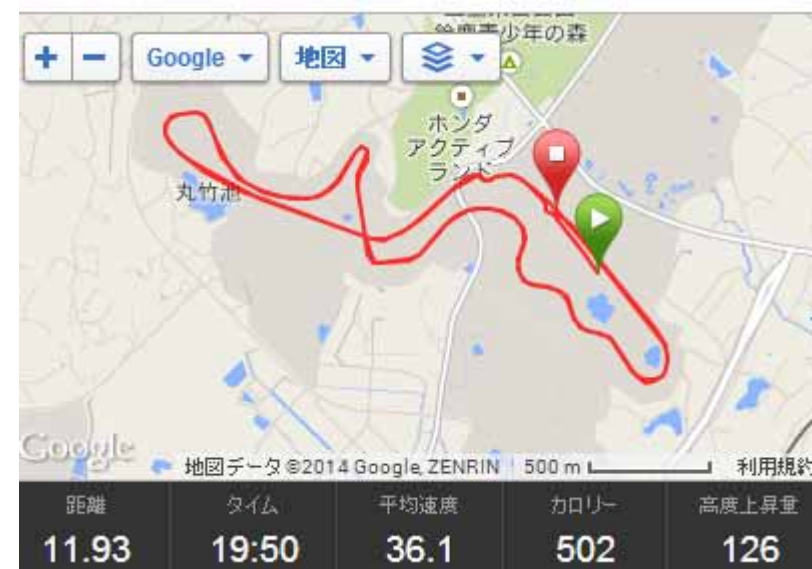 青少年の森
+ − Google 地図
ホンダ
アクティブ
ランド
丸竹池
Google
地図データ ©2014 Google, ZENRIN 500 m 利用規約
距離 タイム 平均速度 カロリー 高度上昇量
11.93 19:50 36.1 502 126